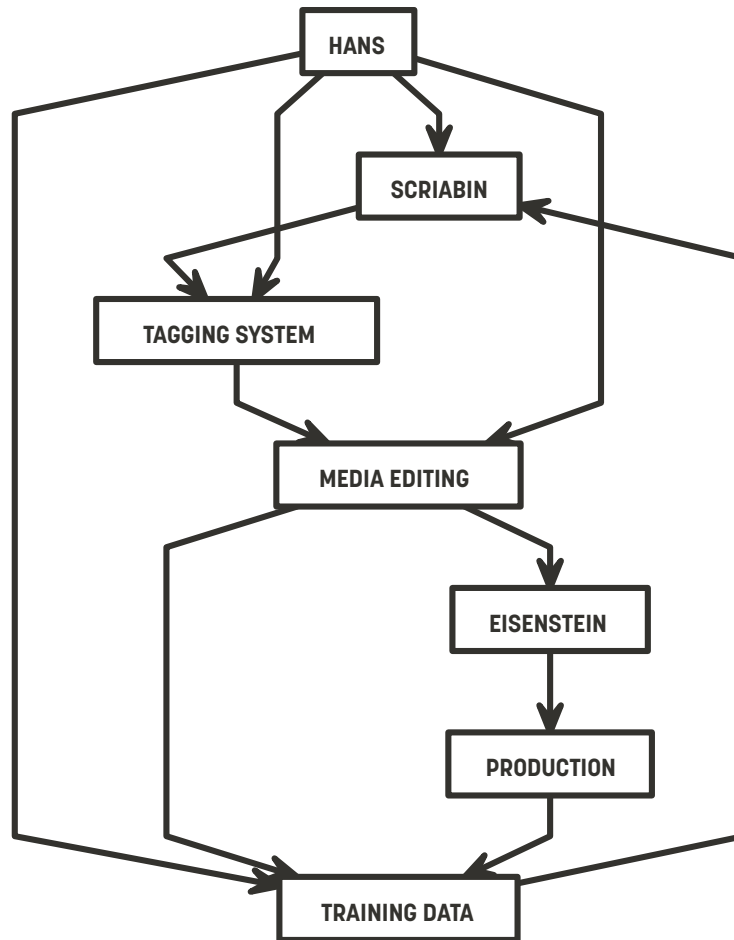 HANS
SCRIABIN
TAGGING SYSTEM
MEDIA EDITING
EISENSTEIN
PRODUCTION
TRAINING DATA